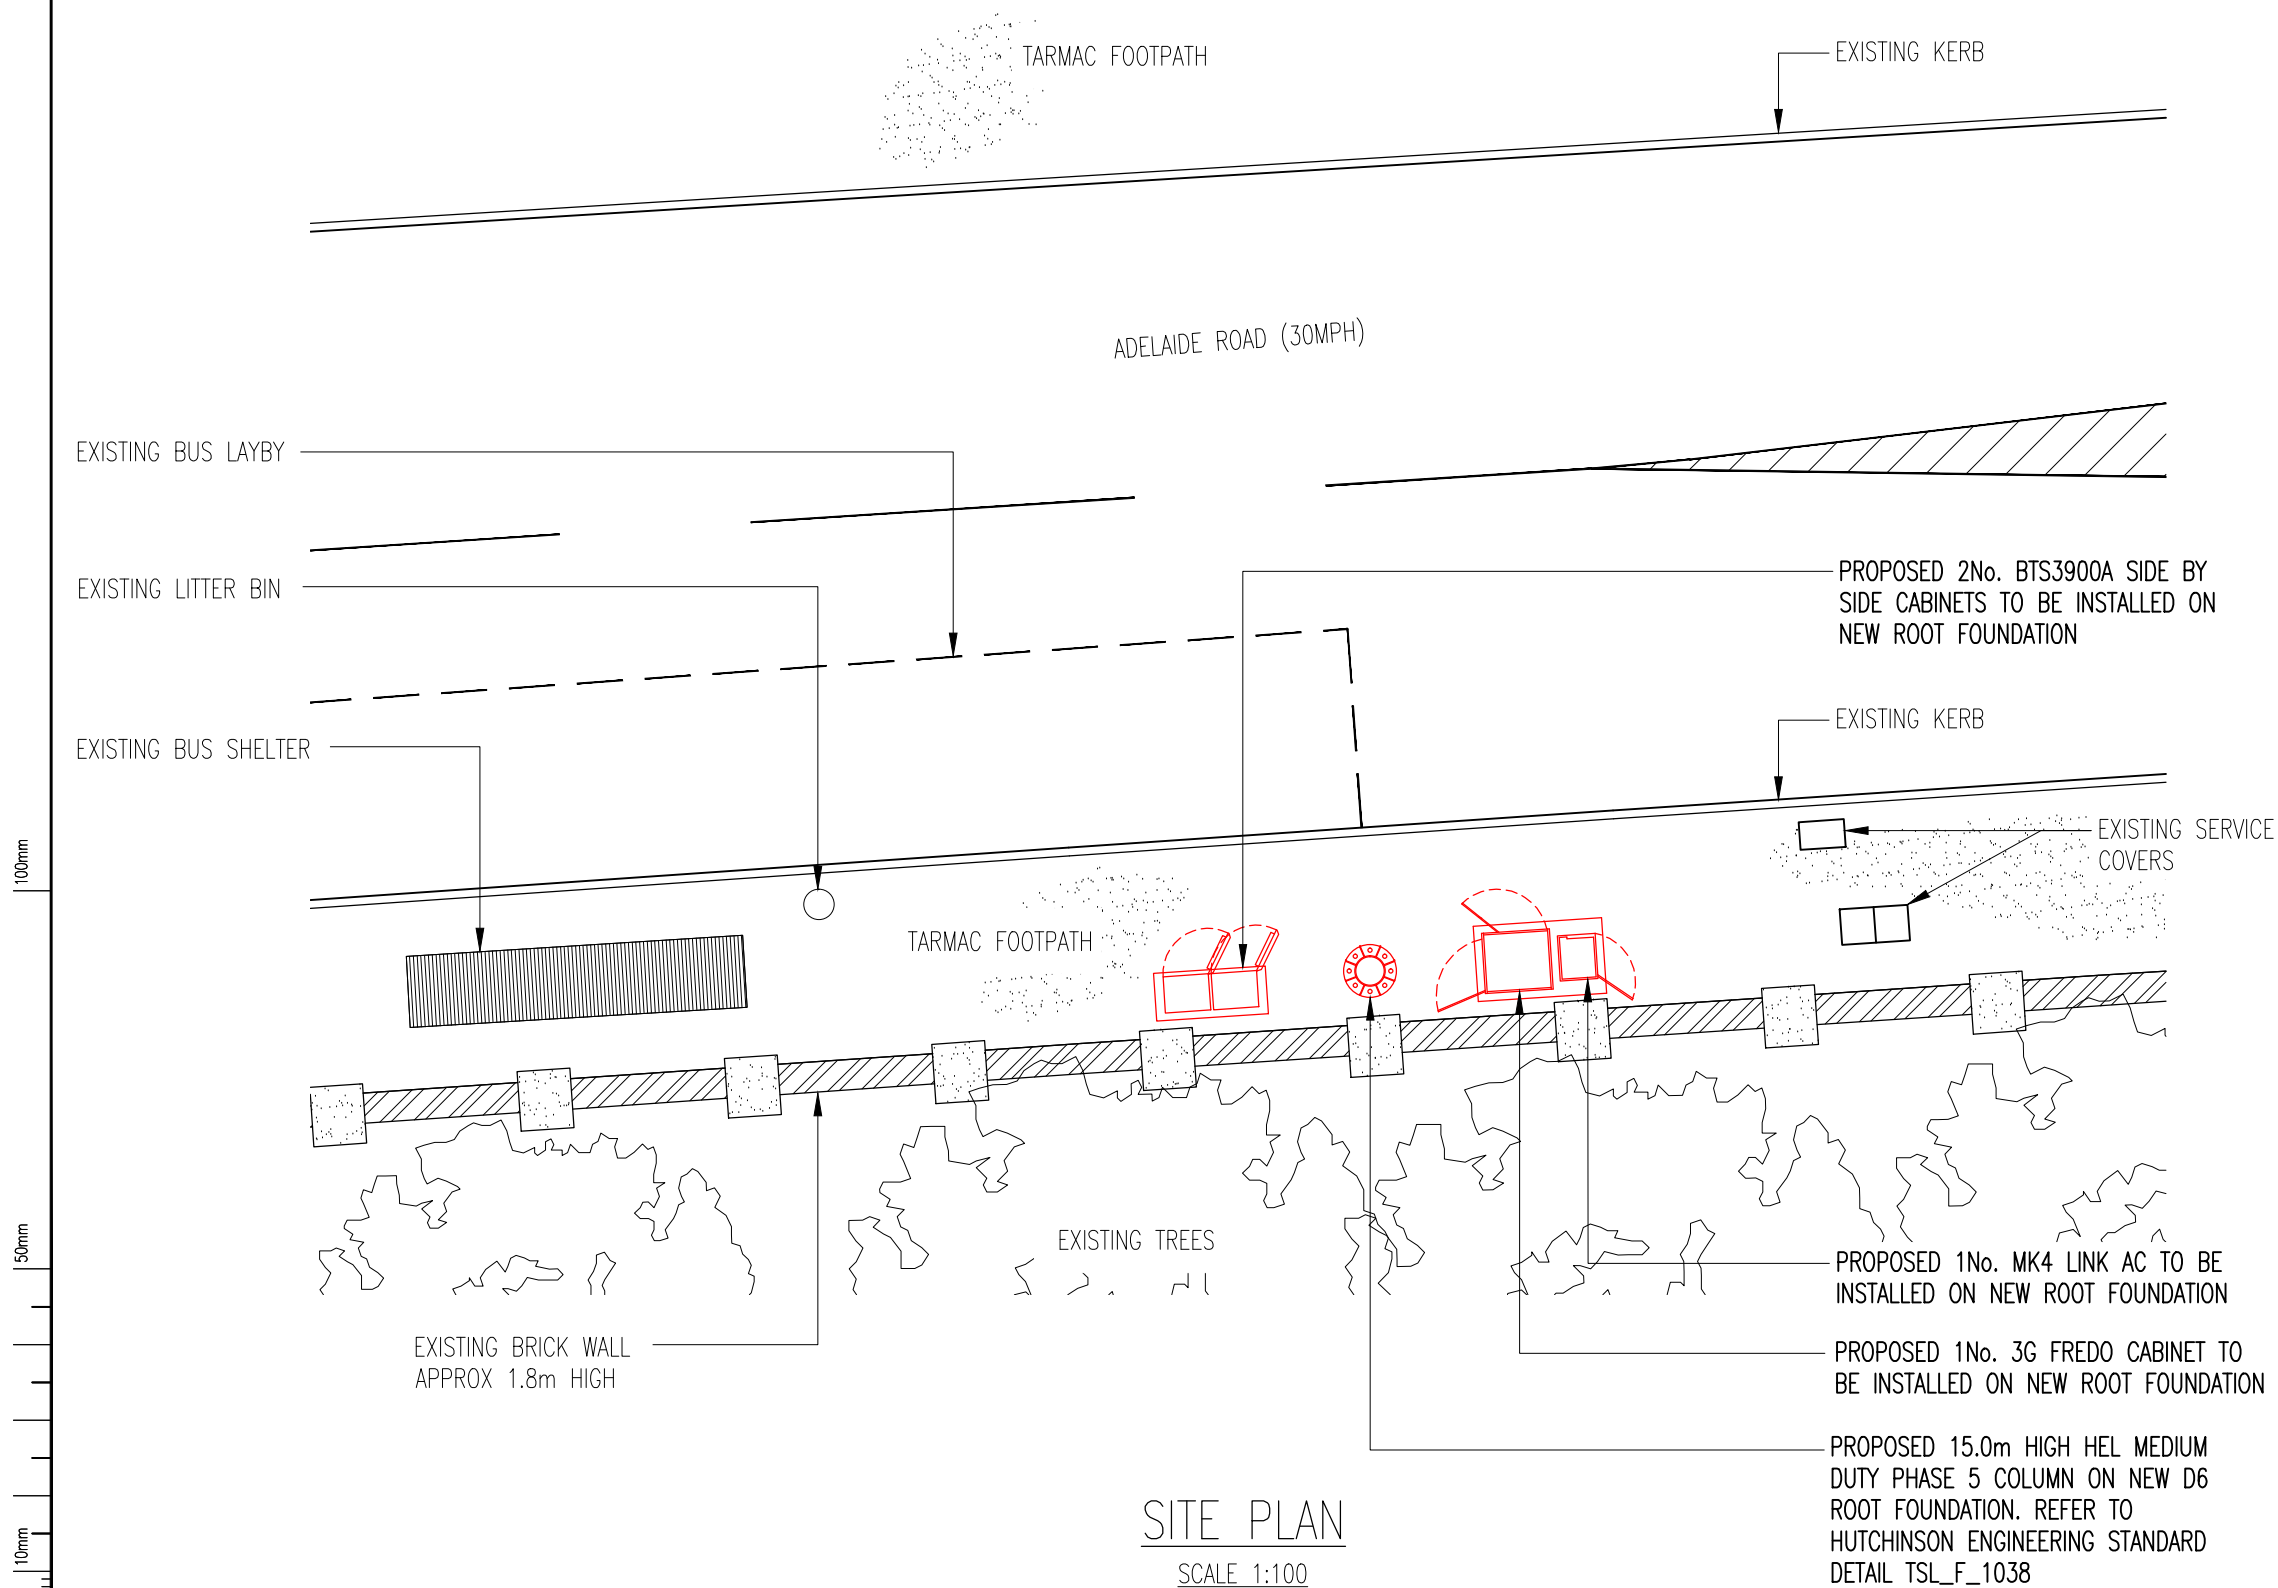 TARMAC FOOTPATH
EXISTING KERB
ADELAIDE ROAD (30MPH)
EXISTING BUS LAYBY
EXISTING LITTER BIN
PROPOSED 2No. BTS3900A SIDE BY
SIDE CABINETS TO BE INSTALLED ON
NEW ROOT FOUNDATION
EXISTING BUS SHELTER
EXISTING KERB
EXISTING SERVICE
COVERS
TARMAC FOOTPATH
100mm
50mm
10mm
EXISTING TREES
EXISTING BRICK WALL
APPROX 1.8m HIGH
PROPOSED 1No. MK4 LINK AC TO BE
INSTALLED ON NEW ROOT FOUNDATION
PROPOSED 1No. 3G FREDO CABINET TO
BE INSTALLED ON NEW ROOT FOUNDATION
PROPOSED 15.0m HIGH HEL MEDIUM
DUTY PHASE 5 COLUMN ON NEW D6
ROOT FOUNDATION. REFER TO
HUTCHINSON ENGINEERING STANDARD
DETAIL TSL_F_1038
SITE PLAN
SCALE 1:100